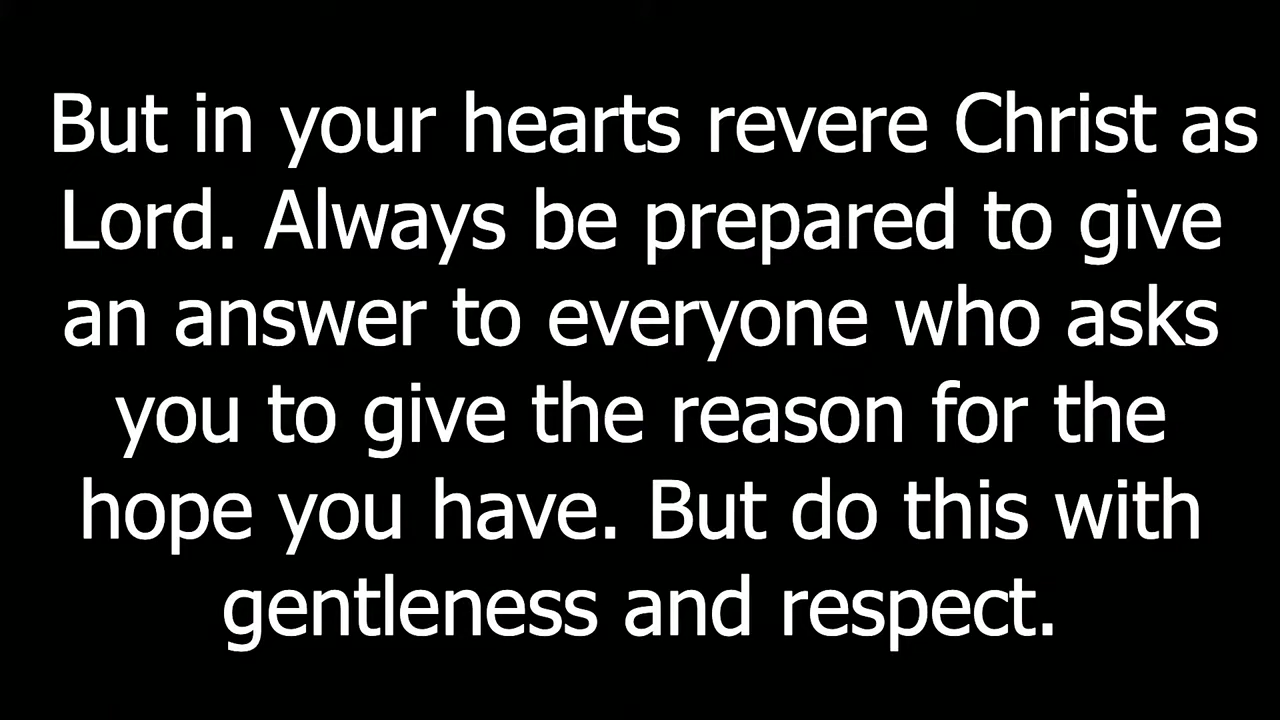 But in your hearts revere Christ as
Lord. Always be prepared to give
an answer to everyone who asks
you to give the reason for the
hope you have. But do this with
gentleness and respect.